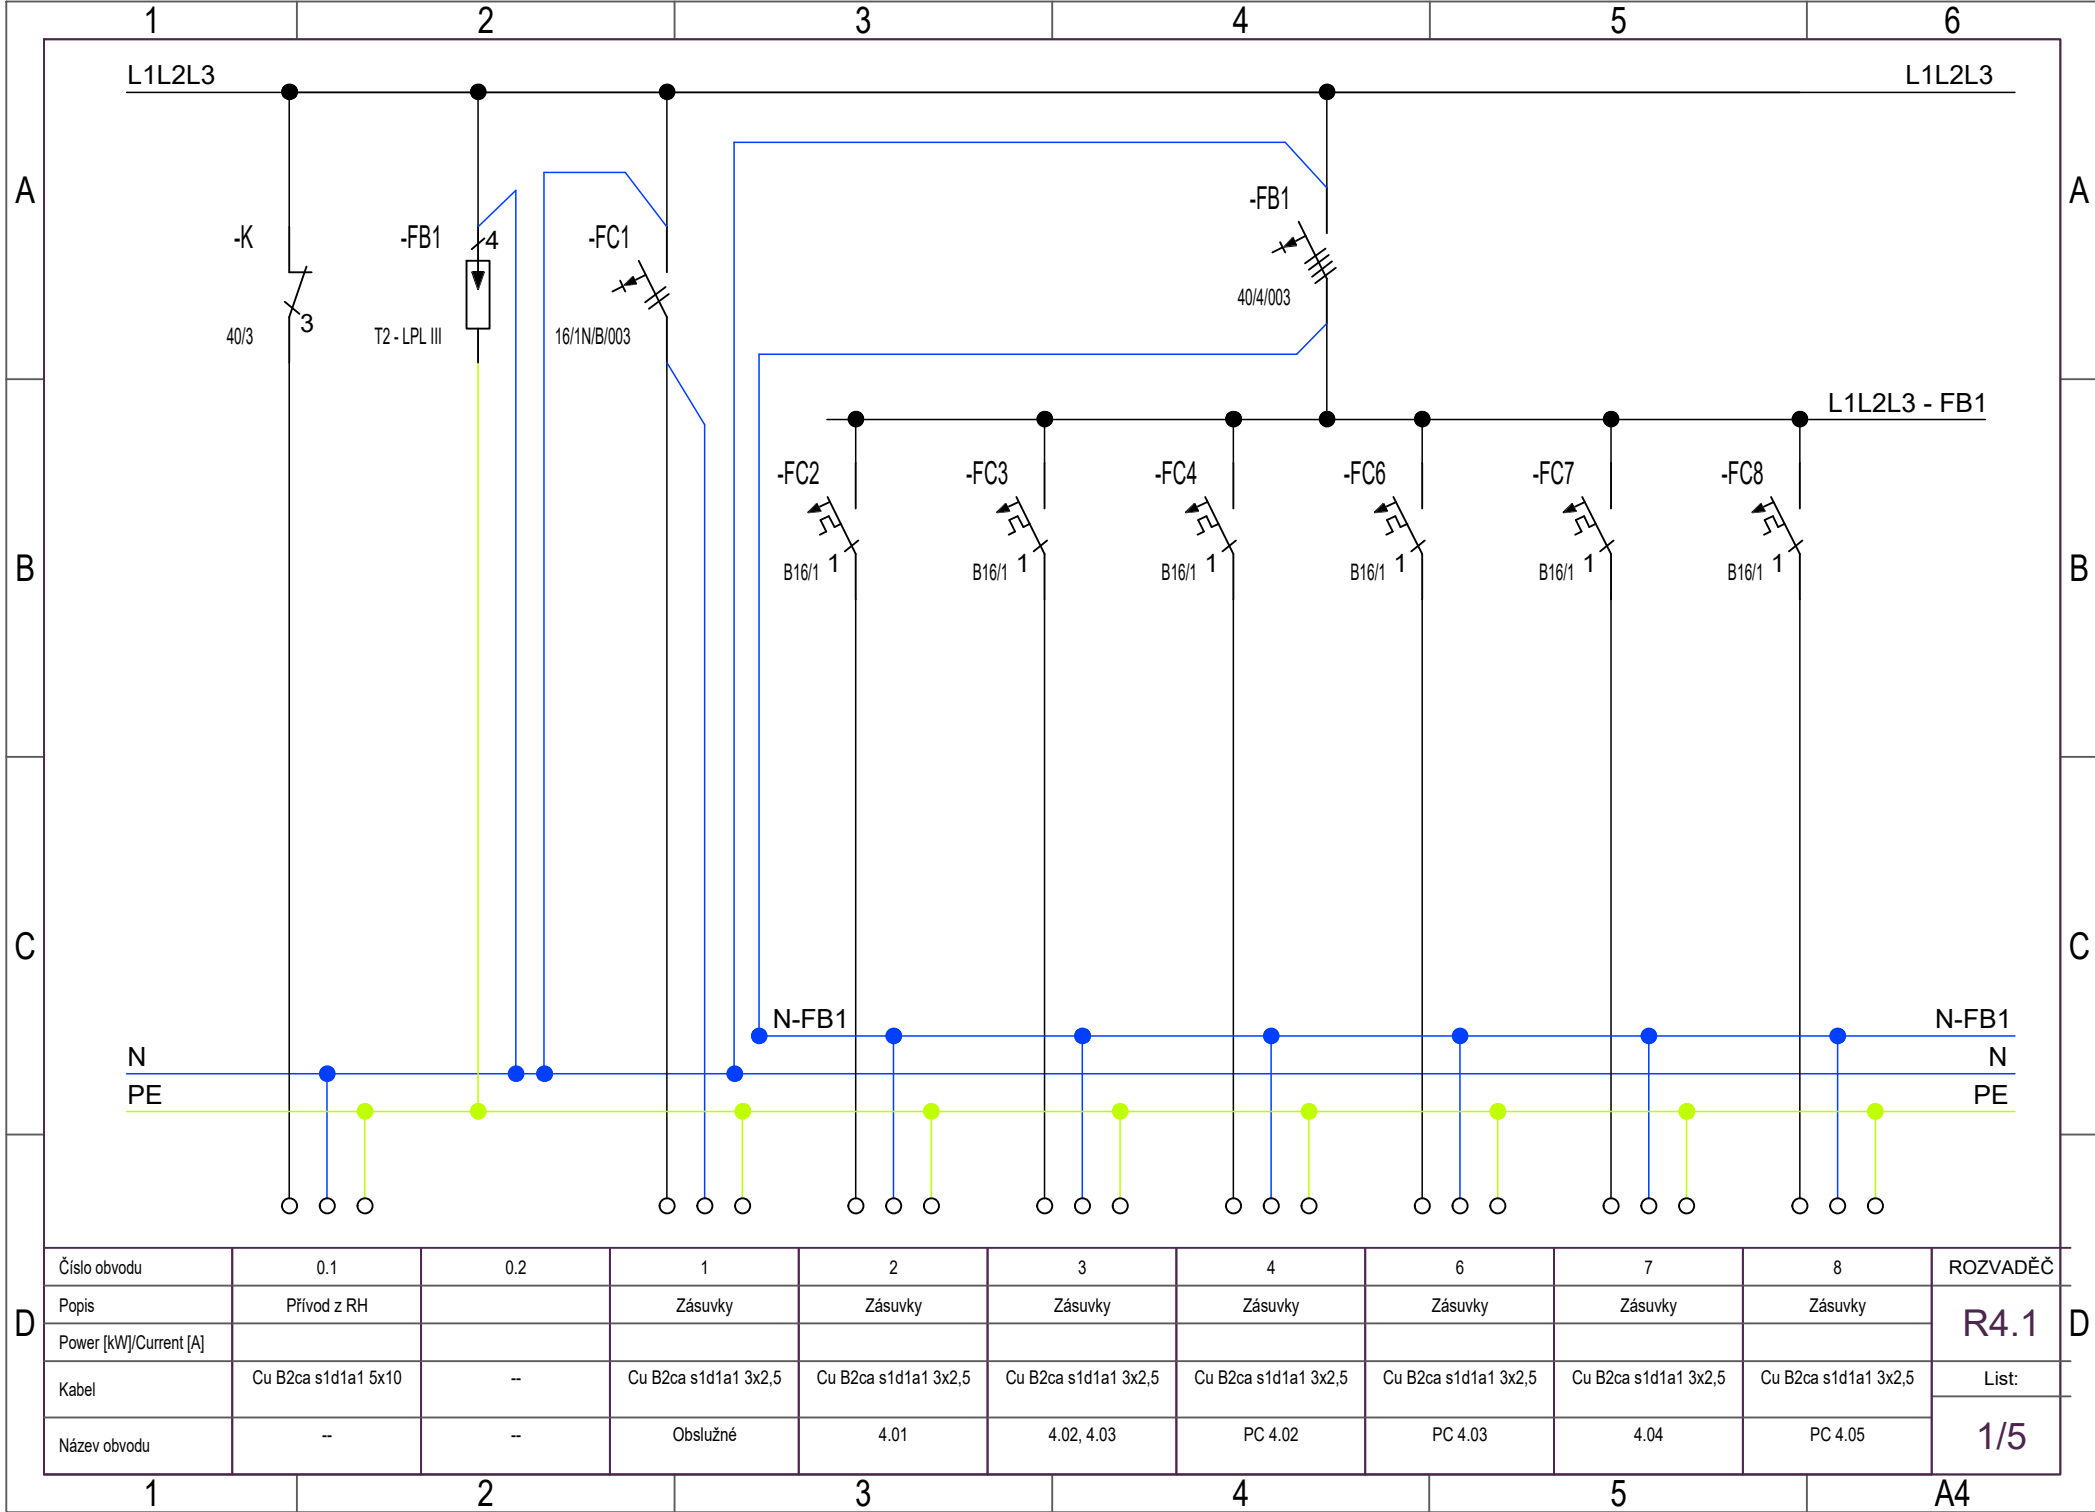 1 2 3 4 5 6
L1L2L3 L1L2L3
A A
-K -FB1 4 -FC1 -FB1
40/3 3 T2 - LPL III 16/1N/B/003 40/4/003
L1L2L3 - FB1
-FC2 -FC3 -FC4 -FC6 -FC7 -FC8
B B
B16/1 1 B16/1 1 B16/1 1 B16/1 1 B16/1 1 B16/1 1
C C
N-FB1 N-FB1
N N
PE PE
Číslo obvodu 0.1 0.2 1 2 3 4 6 7 8 ROZVADĚČ
Popis Přívod z RH Zásuvky Zásuvky Zásuvky Zásuvky Zásuvky Zásuvky Zásuvky
D R4.1 D
Power [kW]/Current [A]
Kabel Cu B2ca s1d1a1 5x10 -- Cu B2ca s1d1a1 3x2,5 Cu B2ca s1d1a1 3x2,5 Cu B2ca s1d1a1 3x2,5 Cu B2ca s1d1a1 3x2,5 Cu B2ca s1d1a1 3x2,5 Cu B2ca s1d1a1 3x2,5 Cu B2ca s1d1a1 3x2,5 List:
Název obvodu -- -- Obslužné 4.01 4.02, 4.03 PC 4.02 PC 4.03 4.04 PC 4.05 1/5
1 2 3 4 5 A4